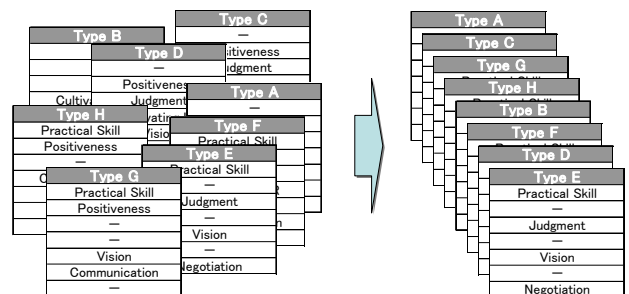 Type C
—
Type B
Type D
—
Positiveness
Judgment
Type A
—
Type H
Practical Skill
Positiveness
—
Type F
Practical Skill
Type E
Practical Skill
—
Judgment
—
Vision
—
Negotiation
Type G
Practical Skill
Positiveness
—
—
Vision
Communication
—
Type A
Type C
Type G
Type H
Type B
Type F
Type D
Type E
Practical Skill
—
Judgment
—
Vision
—
Negotiation